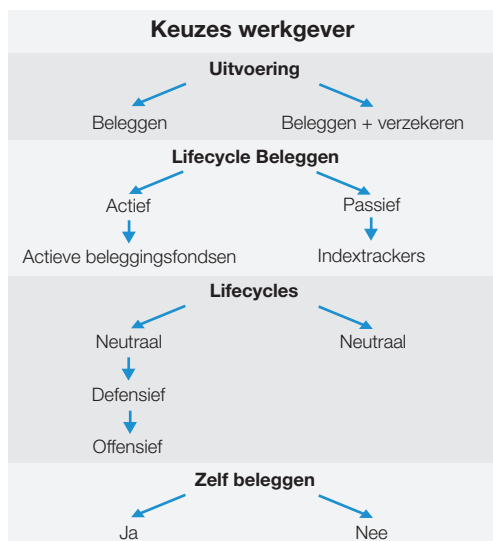 Keuzes werkgever
Uitvoering
Beleggen
Beleggen + verzekeren
Lifecycle Beleggen
Actief
Passief
Actieve beleggingsfondsen
Indextrackers
Lifecycles
Neutraal
Neutraal
Defensief
Offensief
Zelf beleggen
Ja
Nee